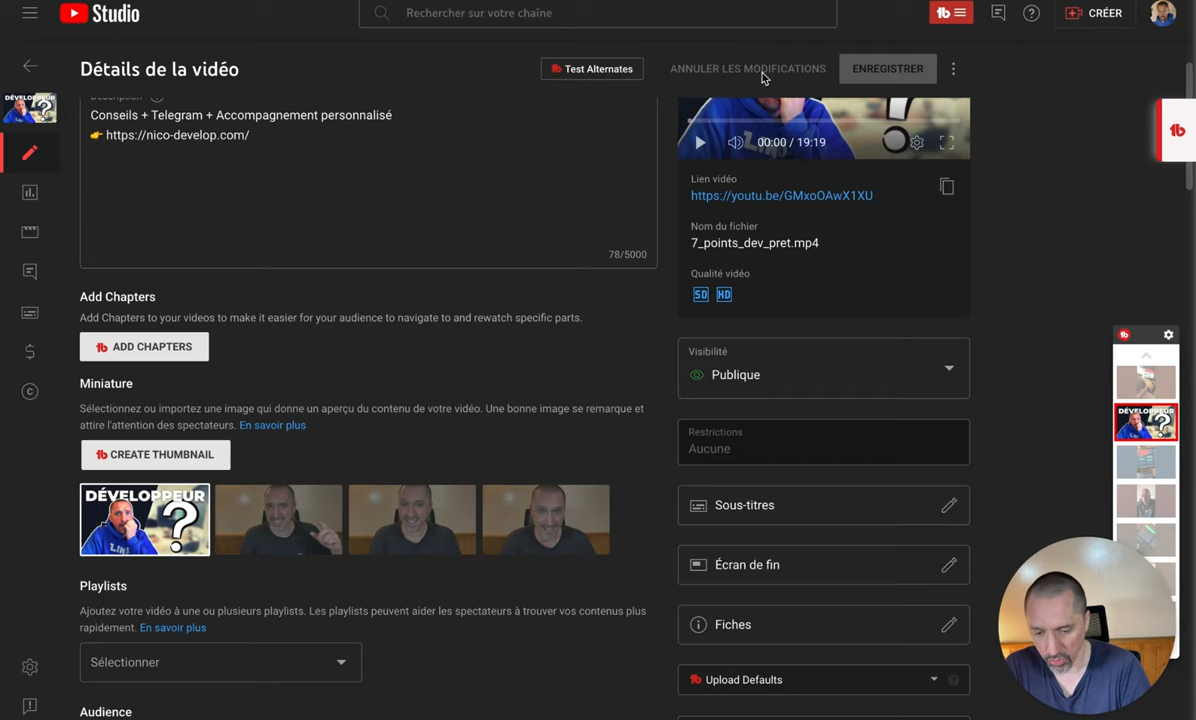 Studio
Rechercher sur votre chaîne
CRÉER
Détails de la vidéo
Test Alternates
ANNULER LES MODIFICATIONS
ENREGISTRER
DÉVELOPPEUR
?
Description
Conseils + Telegram + Accompagnement personnalisé
👉 https://nico-develop.com/
78/5000
00:00 / 19:19
Lien vidéo
https://youtu.be/GMxoOAwX1XU
Nom du fichier
7_points_dev_pret.mp4
Qualité vidéo
SD HD
Add Chapters
Add Chapters to your videos to make it easier for your audience to navigate to and rewatch specific parts.
ADD CHAPTERS
Miniature
Sélectionnez ou importez une image qui donne un aperçu du contenu de votre vidéo. Une bonne image se remarque et
attire l'attention des spectateurs. En savoir plus
CREATE THUMBNAIL
DÉVELOPPEUR
?
Playlists
Ajoutez votre vidéo à une ou plusieurs playlists. Les playlists peuvent aider les spectateurs à trouver vos contenus plus
rapidement. En savoir plus
Sélectionner
Audience
Visibilité
Publique
Restrictions
Aucune
Sous-titres
Écran de fin
Fiches
Upload Defaults
DÉVELOPPEUR
?